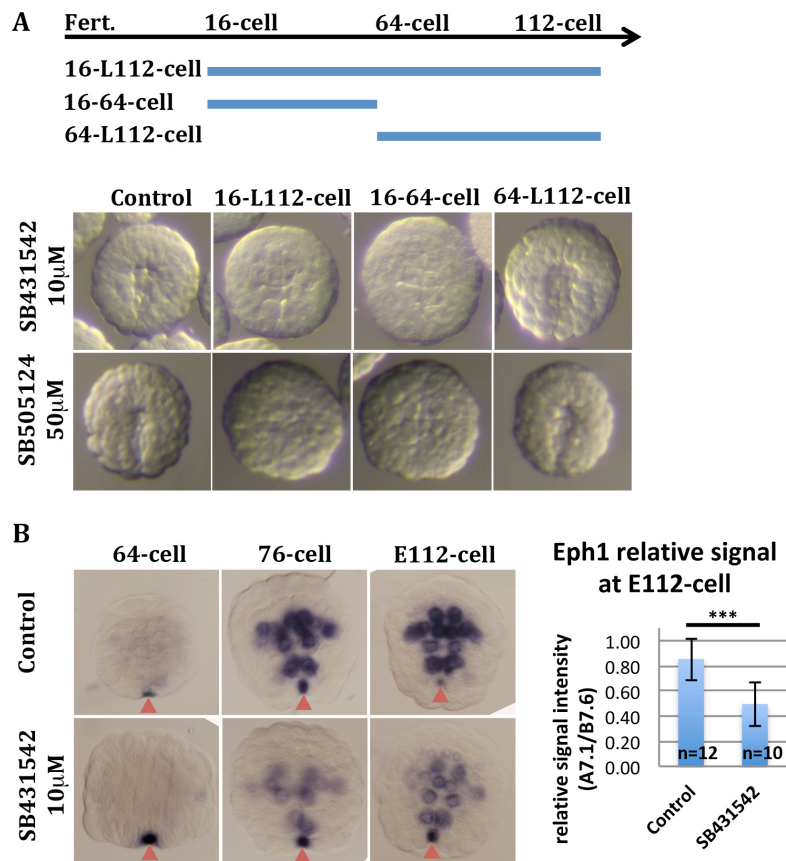 A
Fert. 16-cell 64-cell 112-cell
16-L112-cell
16-64-cell
64-L112-cell
Control 16-L112-cell 16-64-cell 64-L112-cell
SB431542
10μM
SB505124
50μM
B
64-cell 76-cell E112-cell
Control
SB431542
10μM
Eph1 relative signal
at E112-cell
***
relative signal intensity
(A7.1/B7.6)
1.00
0.80
0.60
0.40
0.20
0.00
n=12 n=10
Control SB431542